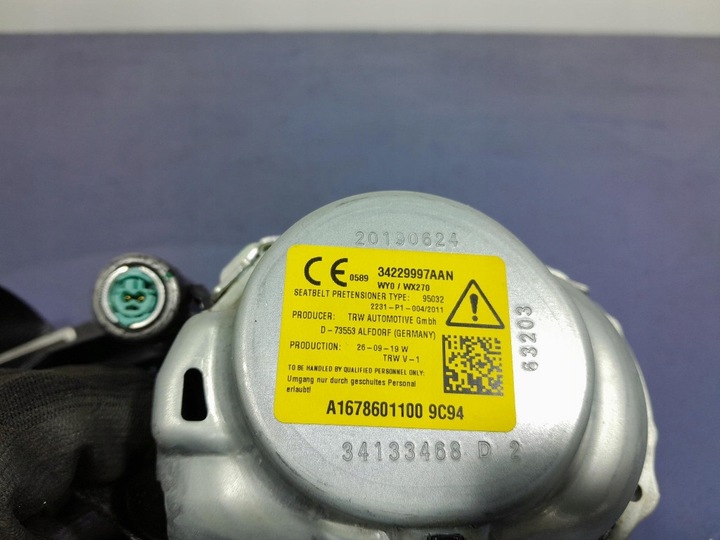 20190624
CE 0589 34229997AAN
WY0 / WX270
SEATBELT PRETENSIONER TYPE: 95032
2231-P1-004/2011
PRODUCER: TRW AUTOMOTIVE GmbH
D-73553 ALFDORF (GERMANY)
PRODUCTION: 26-09-19 W
TRW V-1
TO BE HANDLED BY QUALIFIED PERSONNEL ONLY:
Umgang nur durch geschultes Personal
erlaubt!
A1678601100 9C94
63203
34133468 D 2